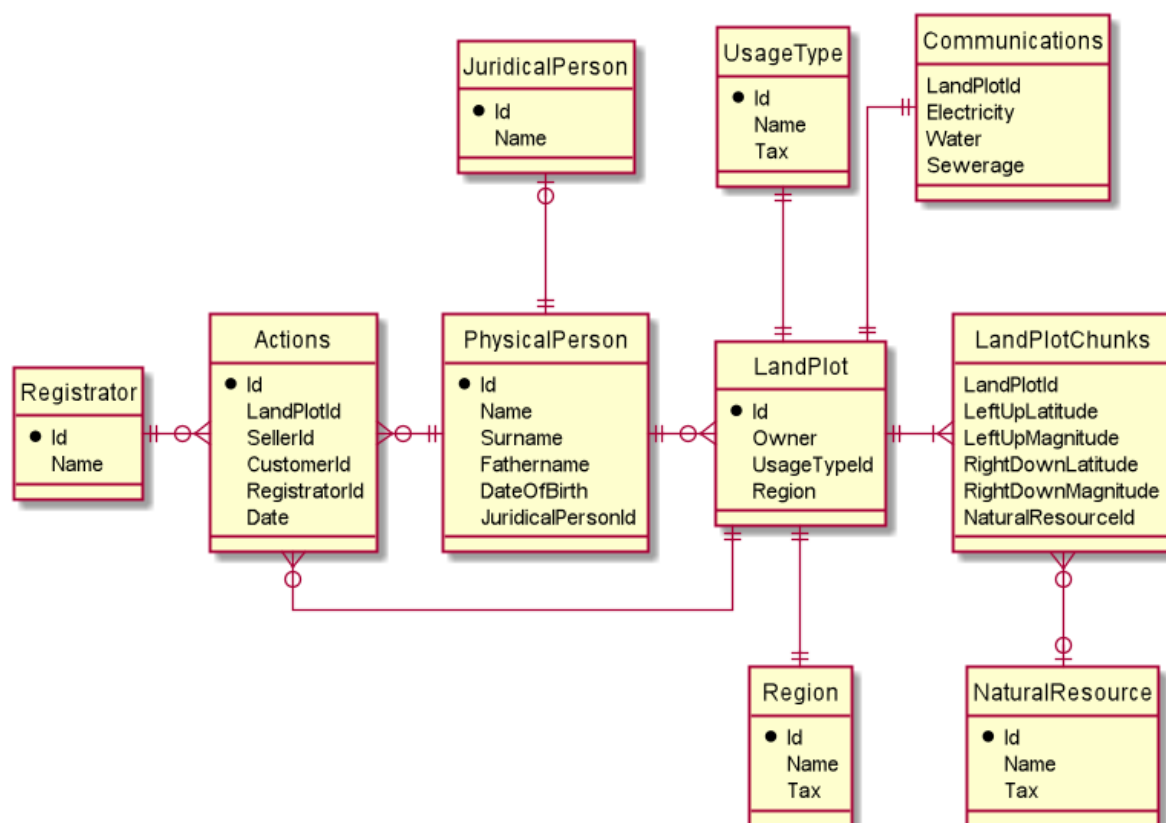 JuridicalPerson
Id
Name
UsageType
Id
Name
Tax
Communications
LandPlotId
Electricity
Water
Sewerage
Registrator
Id
Name
Actions
Id
LandPlotId
SellerId
CustomerId
RegistratorId
Date
PhysicalPerson
Id
Name
Surname
Fathername
DateOfBirth
JuridicalPersonId
LandPlot
Id
Owner
UsageTypeId
Region
LandPlotChunks
LandPlotId
LeftUpLatitude
LeftUpMagnitude
RightDownLatitude
RightDownMagnitude
NaturalResourceId
Region
Id
Name
Tax
NaturalResource
Id
Name
Tax